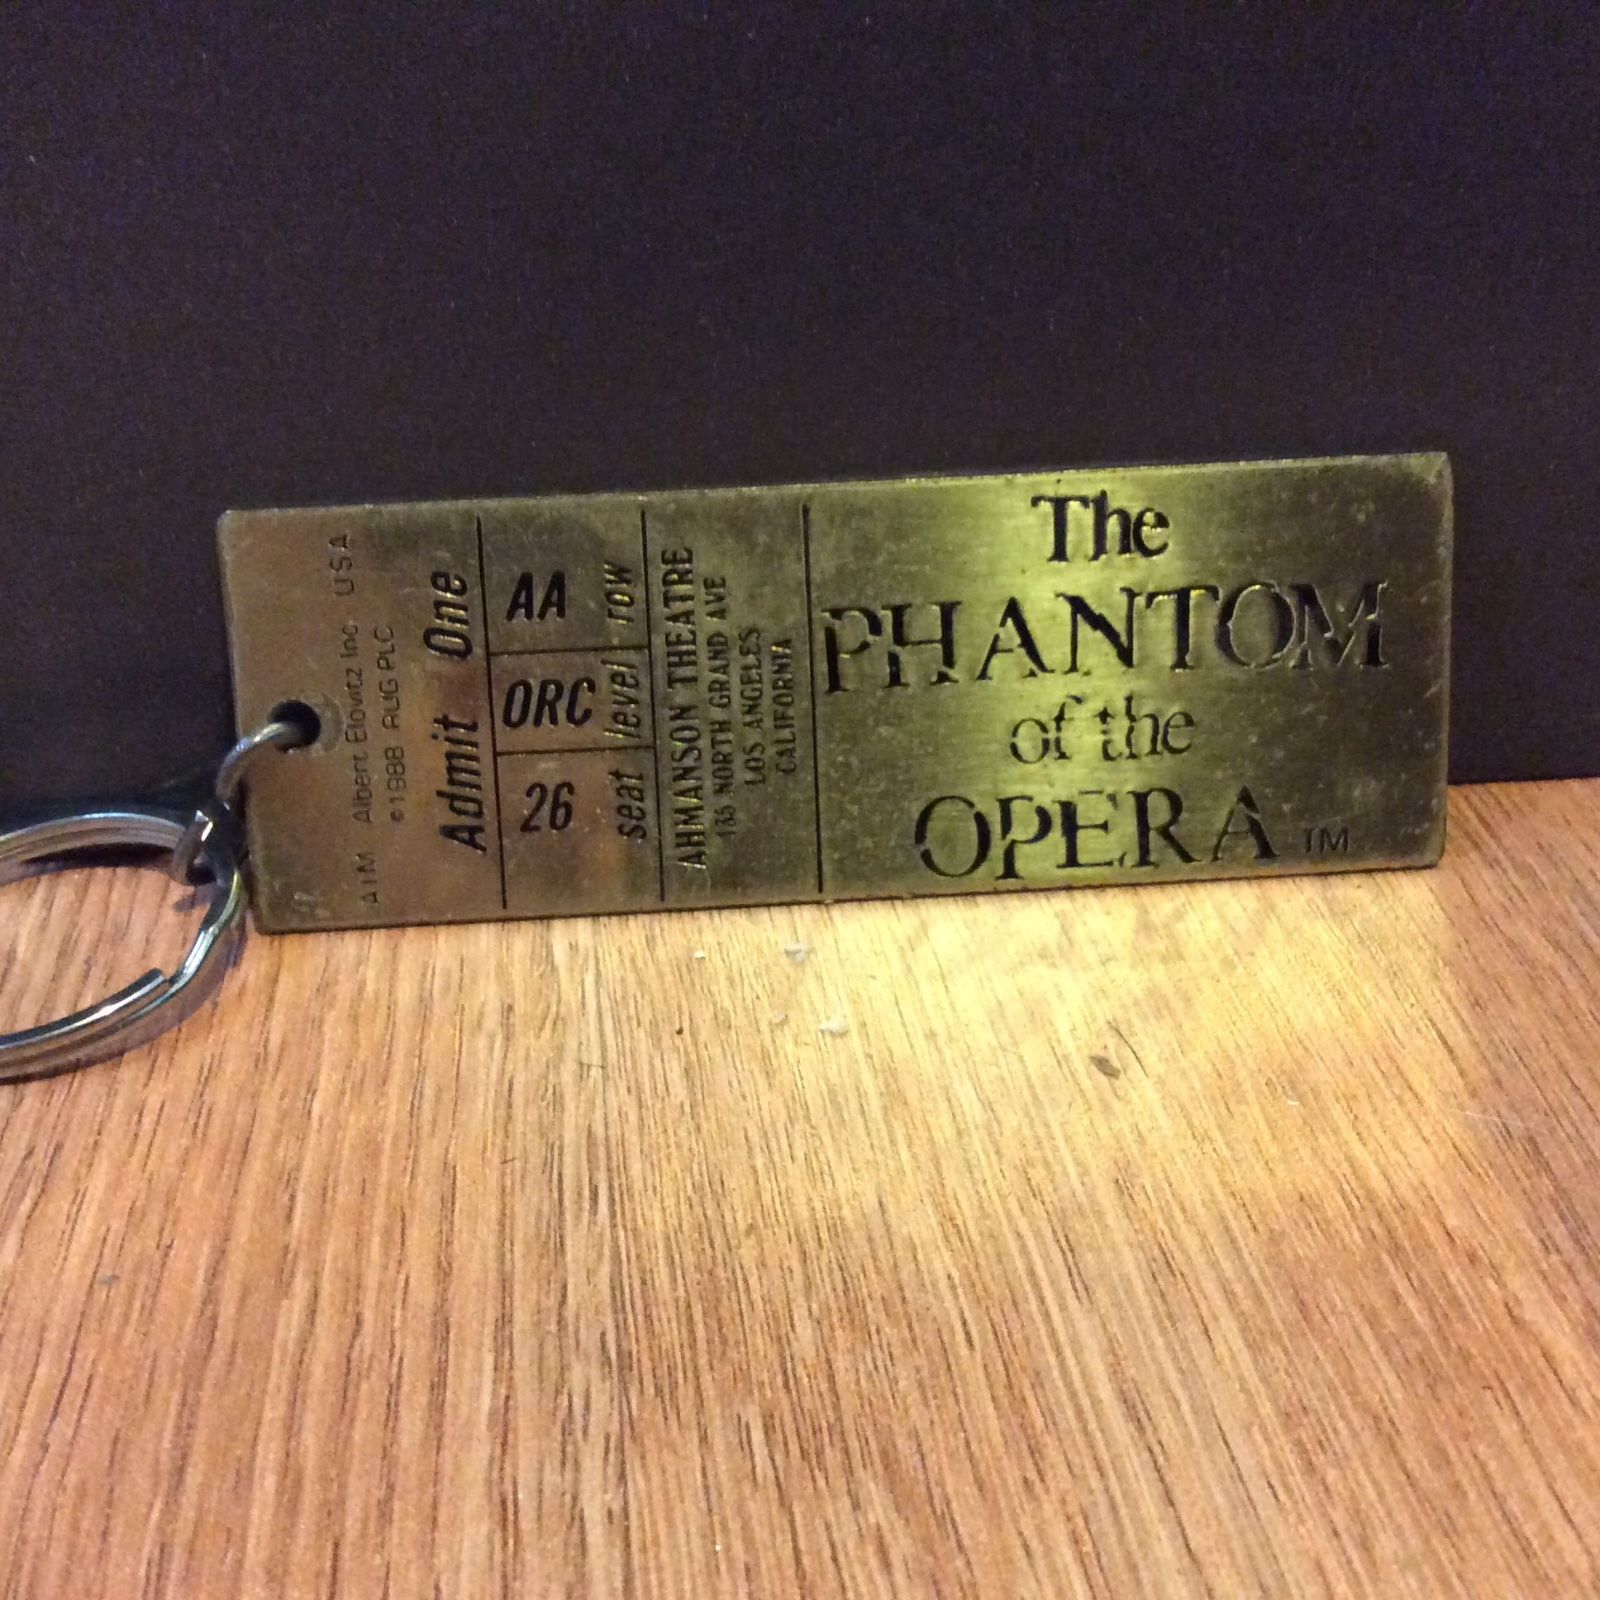 AIM Albert Elovitz Inc. USA
©1988 RUG PLC
Admit One
AA row
ORC level
26 seat
AHMANSON THEATRE
135 NORTH GRAND AVE
LOS ANGELES
CALIFORNIA
The
PHANTOM
of the
OPERA TM